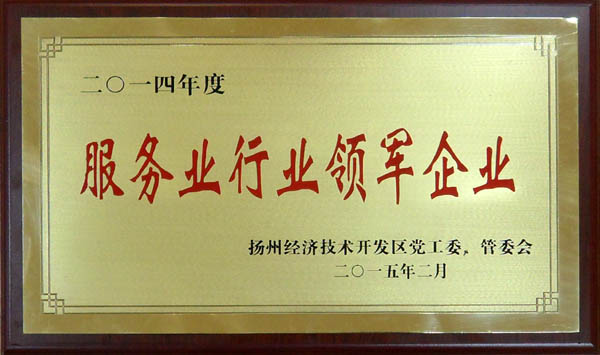 二〇一四年度
服务业行业领军企业
扬州经济技术开发区党工委、管委会
二〇一五年二月